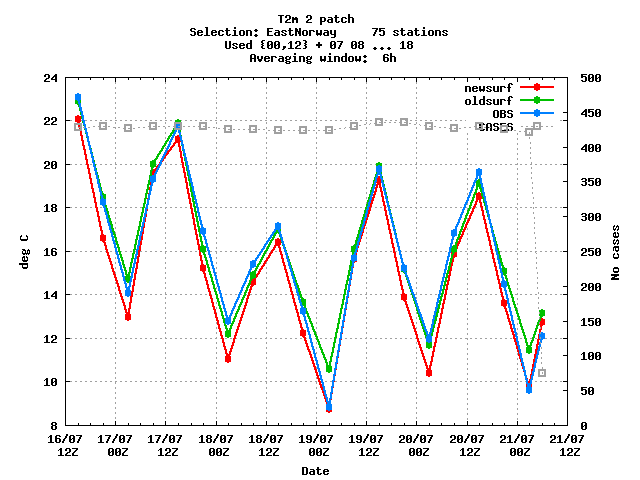 T2m 2 patch
Selection: EastNorway 75 stations
Used {00,12} + 07 08 ... 18
Averaging window: 6h
24 500
newsurf
oldsurf
OBS
CASES
22 450
20 400
18 350
16 300
14 250
12 200
10 150
8 100
50
0
deg C
No cases
16/07 17/07 17/07 18/07 18/07 19/07 19/07 20/07 20/07 21/07 21/07
12Z 00Z 12Z 00Z 12Z 00Z 12Z 00Z 12Z 00Z 12Z
Date